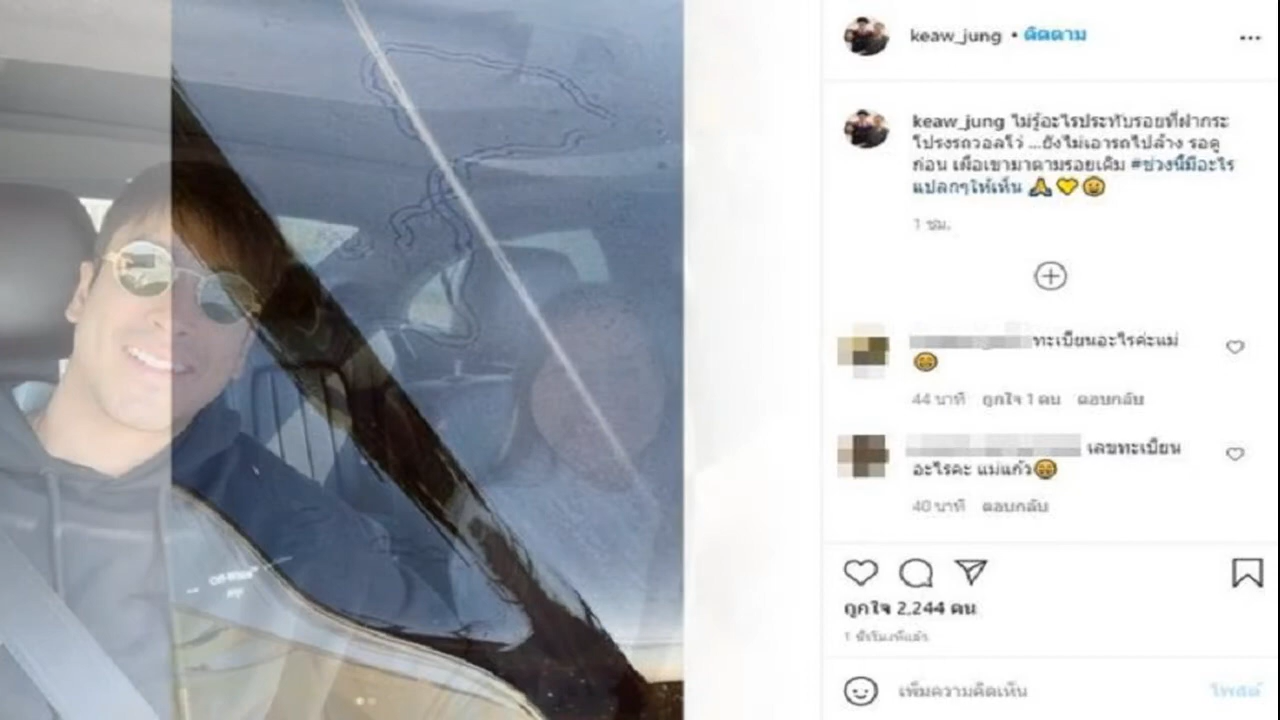 keaw_jung • ติดตาม
keaw_jung ไม่รู้อะไรประทับรอยที่ฝากระ
โปรงรถวอลโว่ ...ยังไม่เอารถไปล้าง รอดู
ก่อน เผื่อเขามาตามรอยเดิม #ช่วงนี้มีอะไร
แปลกๆให้เห็น 🙏💛😆
1 ชม.
ทะเบียนอะไรค่ะแม่
😂
44 นาที ถูกใจ 1 คน ตอบกลับ
เลขทะเบียน
อะไรคะ แม่แก้ว😂
40 นาที ตอบกลับ
ถูกใจ 2,244 คน
1 ชั่วโมงที่แล้ว
เพิ่มความคิดเห็น โพสต์